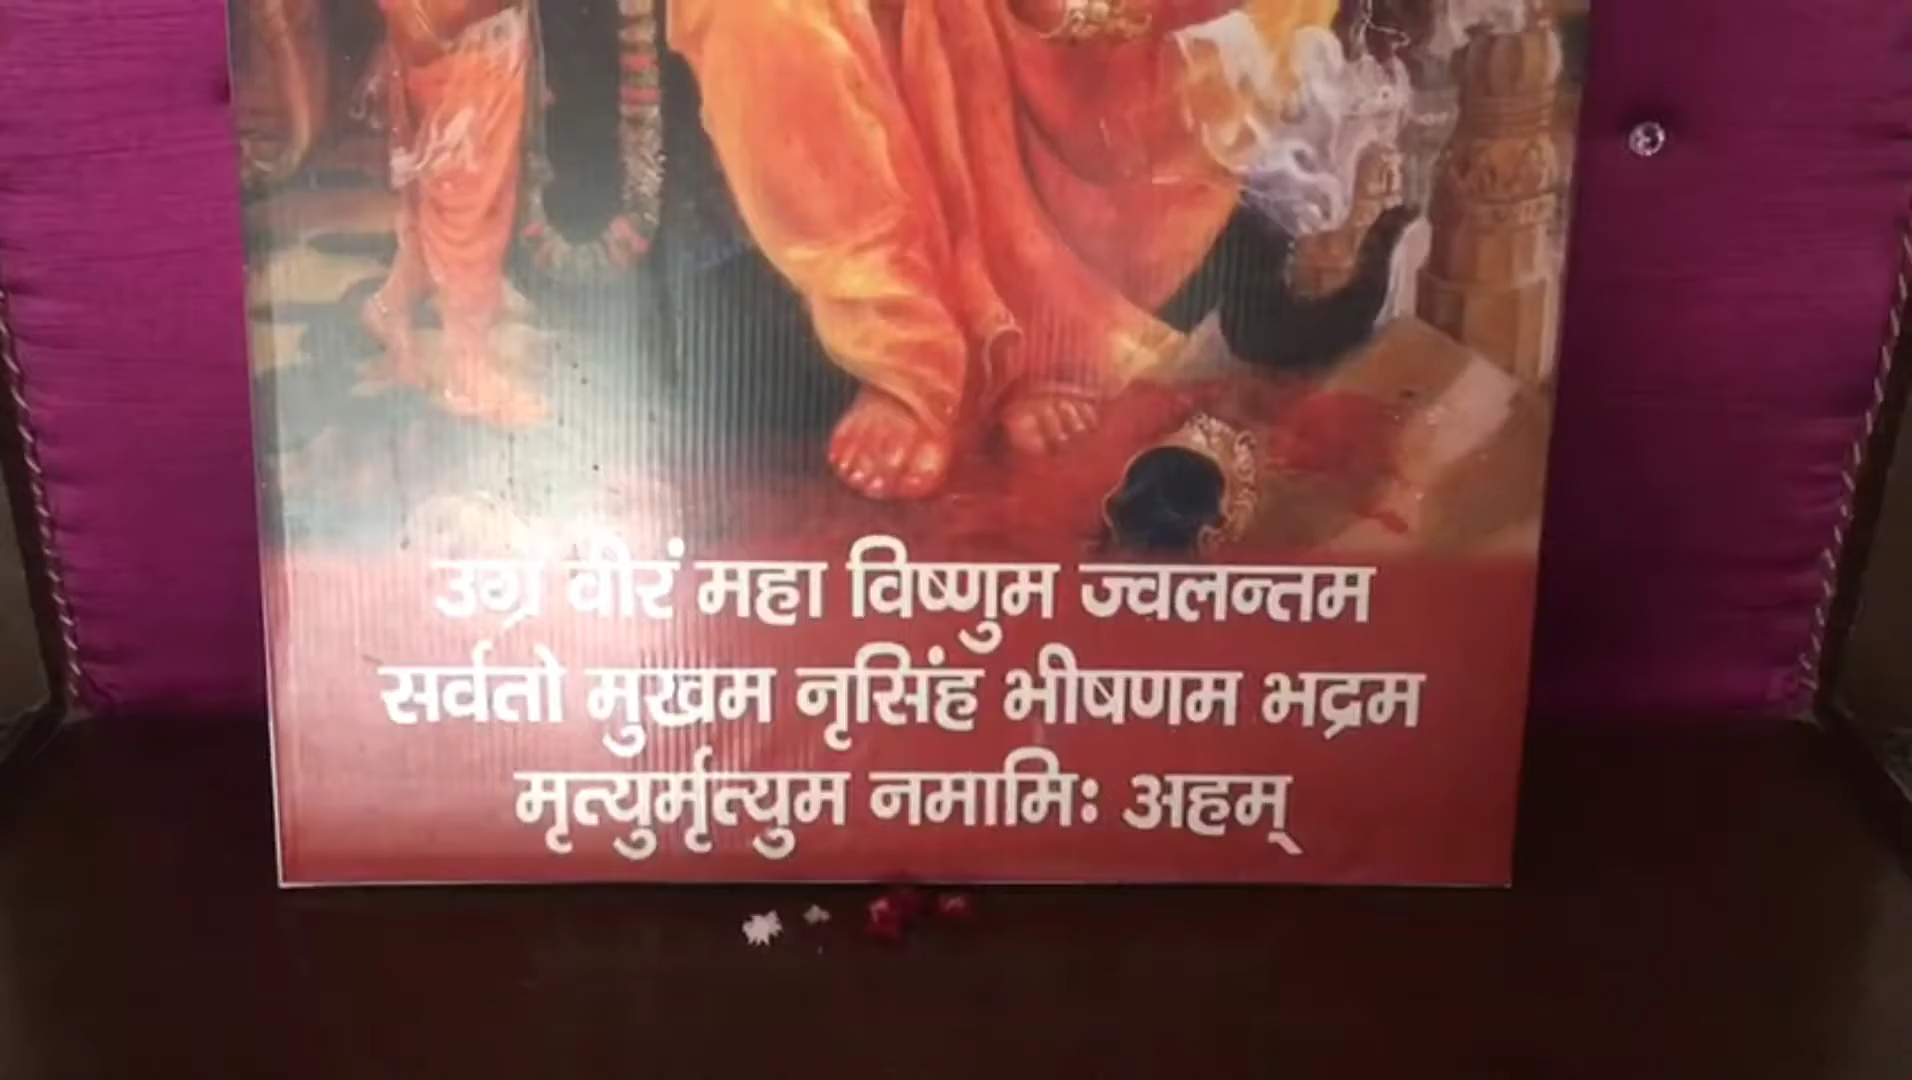 उग्रं वीरं महा विष्णुम ज्वलन्तम
सर्वतो मुखम नृसिंह भीषणम भद्रम
मृत्युर्मृत्युम नमामिः अहम्